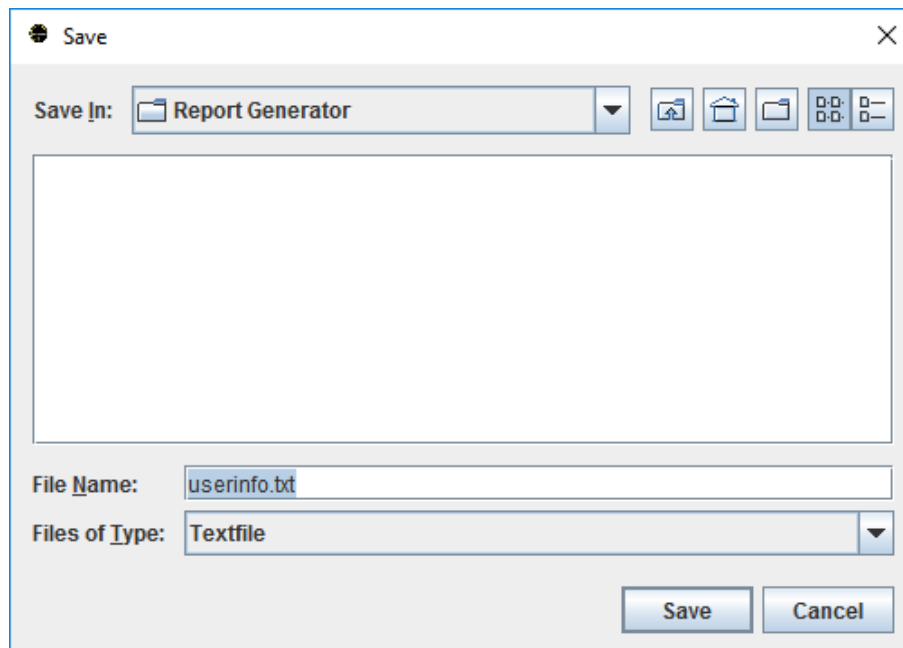 Save
Save In: Report Generator
File Name: userinfo.txt
Files of Type: Textfile
Save Cancel